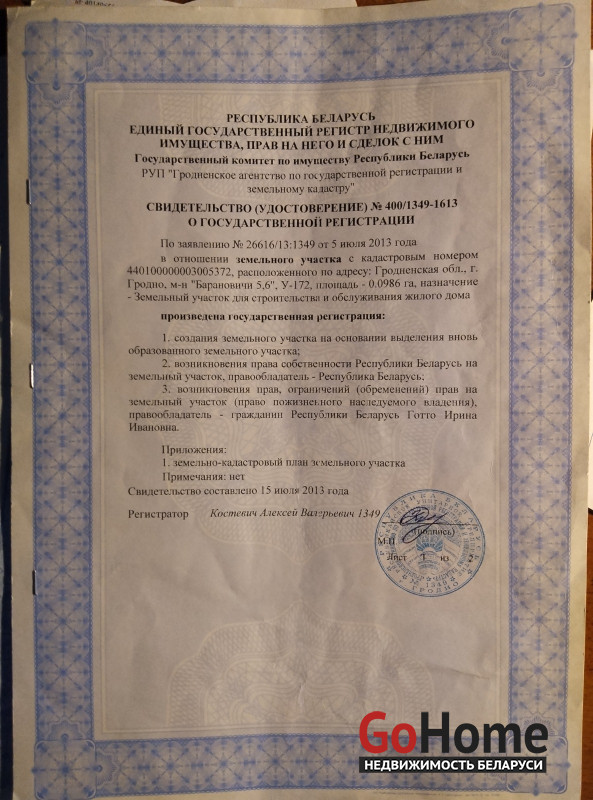 РЕСПУБЛИКА БЕЛАРУСЬ
ЕДИНЫЙ ГОСУДАРСТВЕННЫЙ РЕГИСТР НЕДВИЖИМОГО
ИМУЩЕСТВА, ПРАВ НА НЕГО И СДЕЛОК С НИМ
Государственный комитет по имуществу Республики Беларусь
РУП "Гродненское агентство по государственной регистрации и
земельному кадастру"
СВИДЕТЕЛЬСТВО (УДОСТОВЕРЕНИЕ) № 400/1349-1613
О ГОСУДАРСТВЕННОЙ РЕГИСТРАЦИИ
По заявлению № 26616/13:1349 от 5 июля 2013 года
в отношении земельного участка с кадастровым номером
440100000003005372, расположенного по адресу: Гродненская обл., г.
Гродно, м-н "Барановичи 5,6", У-172, площадь - 0.0986 га, назначение
- Земельный участок для строительства и обслуживания жилого дома
произведена государственная регистрация:
1. создания земельного участка на основании выделения вновь
образованного земельного участка;
2. возникновения права собственности Республики Беларусь на
земельный участок, правообладатель - Республика Беларусь;
3. возникновения прав, ограничений (обременений) прав на
земельный участок (право пожизненного наследуемого владения),
правообладатель - гражданин Республики Беларусь Готто Ирина
Ивановна.
Приложения:
1. земельно-кадастровый план земельного участка
Примечания: нет
Свидетельство составлено 15 июля 2013 года
Регистратор Костевич Алексей Валерьевич 1349
(подпись)
М.П
Лист 1 из
ГРОДНО
GoHome
НЕДВИЖИМОСТЬ БЕЛАРУСИ